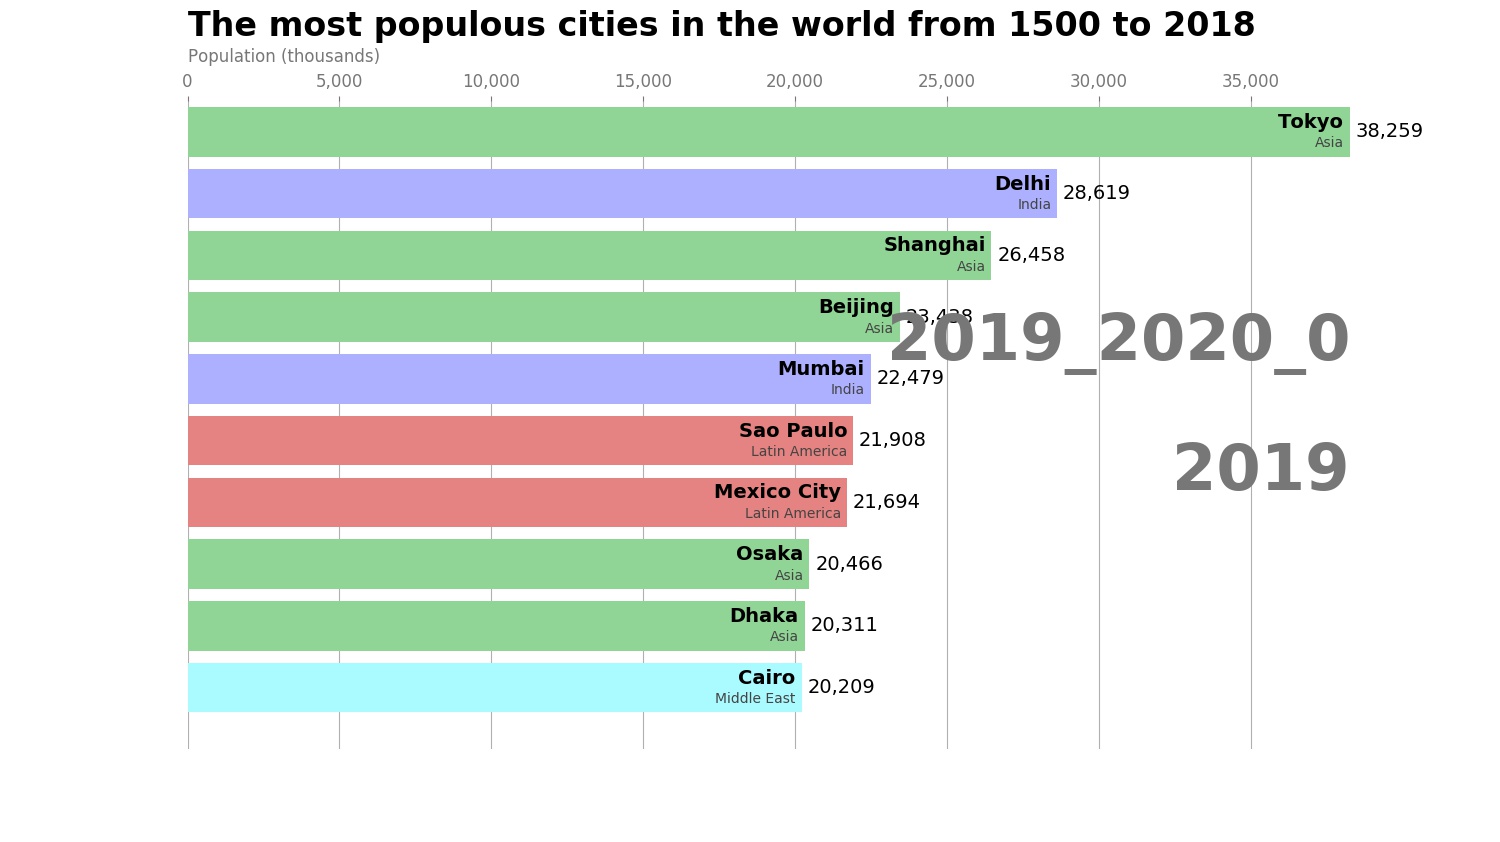 The most populous cities in the world from 1500 to 2018
Population (thousands)
0 5,000 10,000 15,000 20,000 25,000 30,000 35,000
Tokyo 38,259
Asia
Delhi 28,619
India
Shanghai 26,458
Asia
Beijing 23,438
Asia
2019_2020_0
Mumbai 22,479
India
Sao Paulo 21,908
Latin America
2019
Mexico City 21,694
Latin America
Osaka 20,466
Asia
Dhaka 20,311
Asia
Cairo 20,209
Middle East